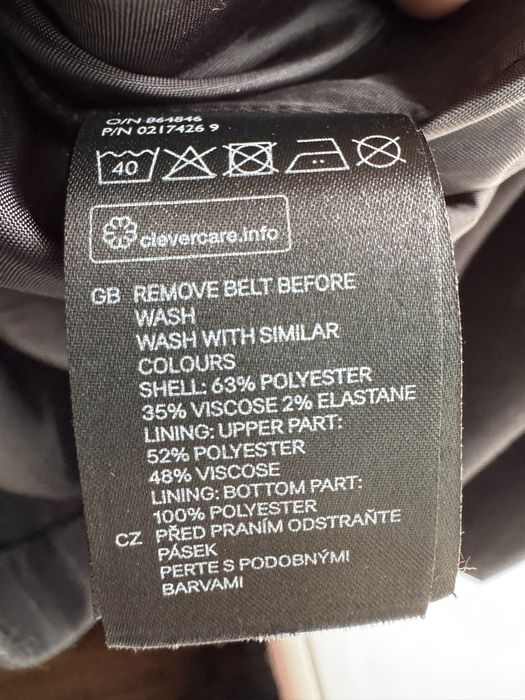 O/N 864846
P/N 0217426 9
40
clevercare.info
GB REMOVE BELT BEFORE
WASH
WASH WITH SIMILAR
COLOURS
SHELL: 63% POLYESTER
35% VISCOSE 2% ELASTANE
LINING: UPPER PART:
52% POLYESTER
48% VISCOSE
LINING: BOTTOM PART:
100% POLYESTER
CZ PŘED PRANÍM ODSTRAŇTE
PÁSEK
PERTE S PODOBNÝMI
BARVAMI